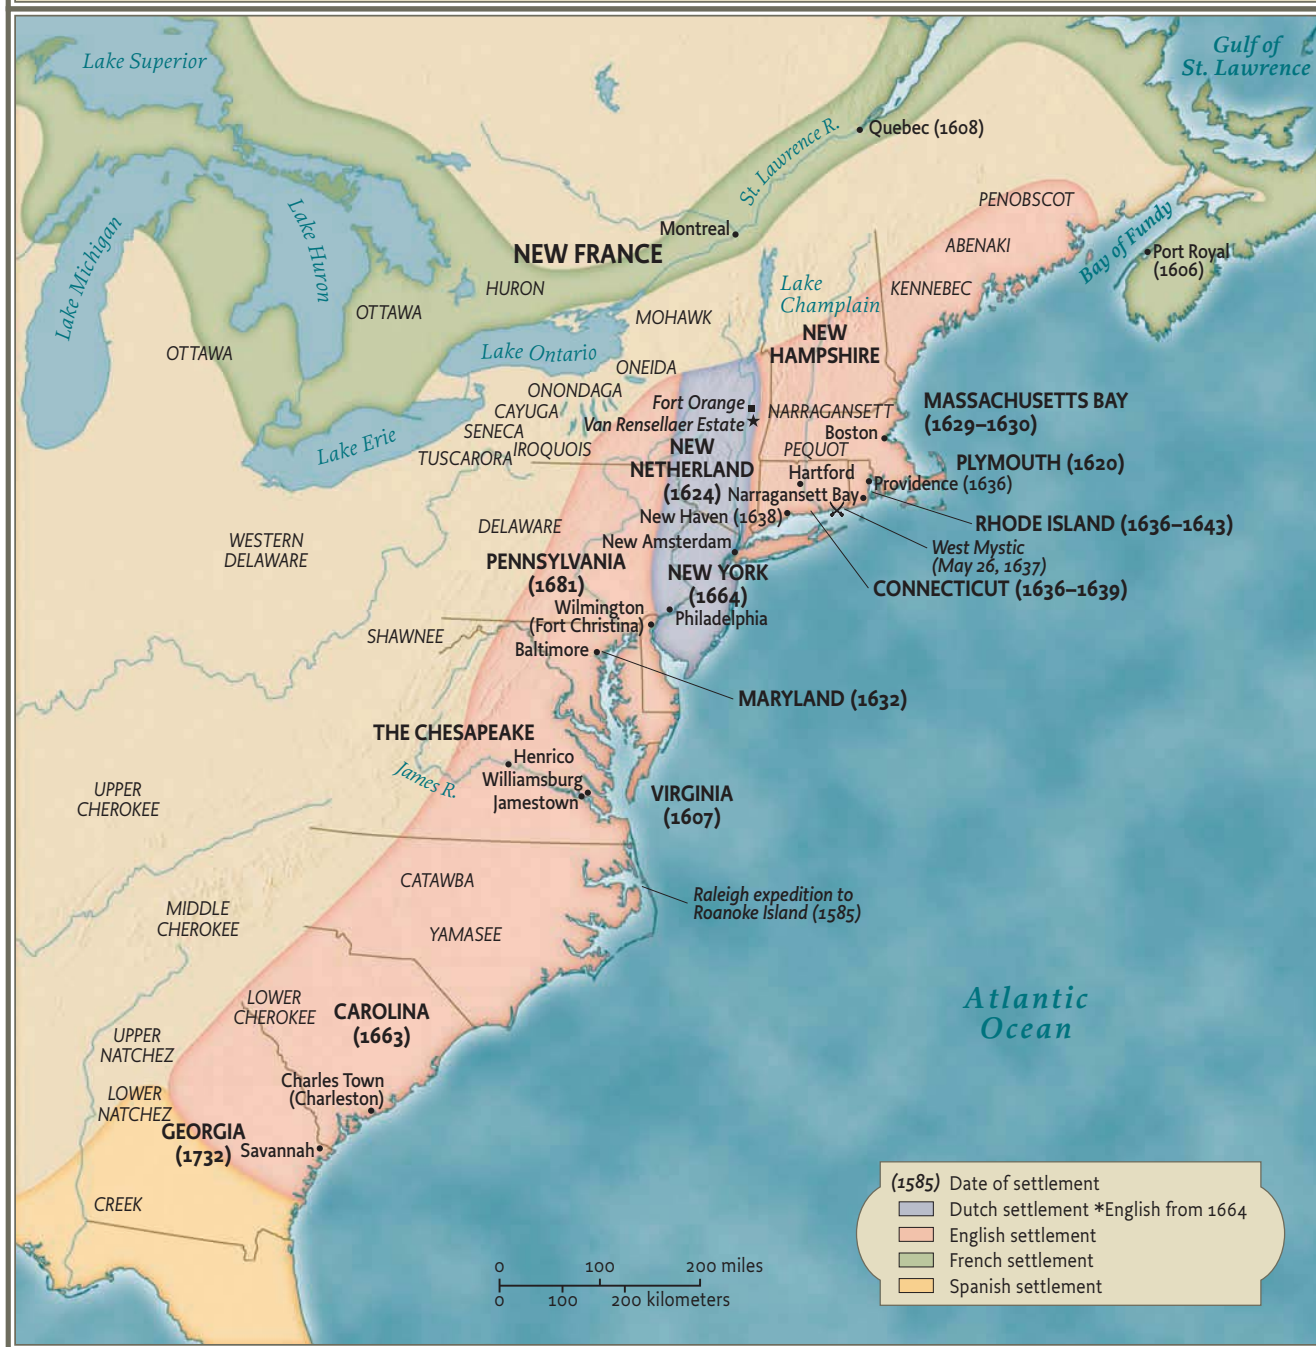 Lake Superior
Gulf of
St. Lawrence
Quebec (1608)
St. Lawrence R.
PENOBSCOT
Lake Michigan
Lake Huron
Montreal
ABENAKI
Bay of Fundy
Port Royal
(1606)
NEW FRANCE
HURON
Lake
Champlain
KENNEBEC
OTTAWA
MOHAWK
NEW
HAMPSHIRE
OTTAWA
Lake Ontario
ONEIDA
ONONDAGA
Fort Orange
MASSACHUSETTS BAY
(1629–1630)
CAYUGA
Van Rensellaer Estate
NARRAGANSETT
Boston
SENECA
Lake Erie
TUSCARORA
IROQUOIS
NEW
NETHERLAND
(1624)
PEQUOT
Hartford
PLYMOUTH (1620)
Providence (1636)
Narragansett Bay
New Haven (1638)
RHODE ISLAND (1636–1643)
DELAWARE
WESTERN
DELAWARE
New Amsterdam
West Mystic
(May 26, 1637)
PENNSYLVANIA
(1681)
NEW YORK
(1664)
CONNECTICUT (1636–1639)
Wilmington
(Fort Christina)
Philadelphia
SHAWNEE
Baltimore
MARYLAND (1632)
THE CHESAPEAKE
Henrico
James R.
Williamsburg
Jamestown
VIRGINIA
(1607)
UPPER
CHEROKEE
CATAWBA
Raleigh expedition to
Roanoke Island (1585)
MIDDLE
CHEROKEE
YAMASEE
LOWER
CHEROKEE
CAROLINA
(1663)
Atlantic
Ocean
UPPER
NATCHEZ
Charles Town
(Charleston)
LOWER
NATCHEZ
GEORGIA
(1732)
Savannah
CREEK
(1585) Date of settlement
Dutch settlement *English from 1664
English settlement
French settlement
Spanish settlement
0 100 200 miles
0 100 200 kilometers